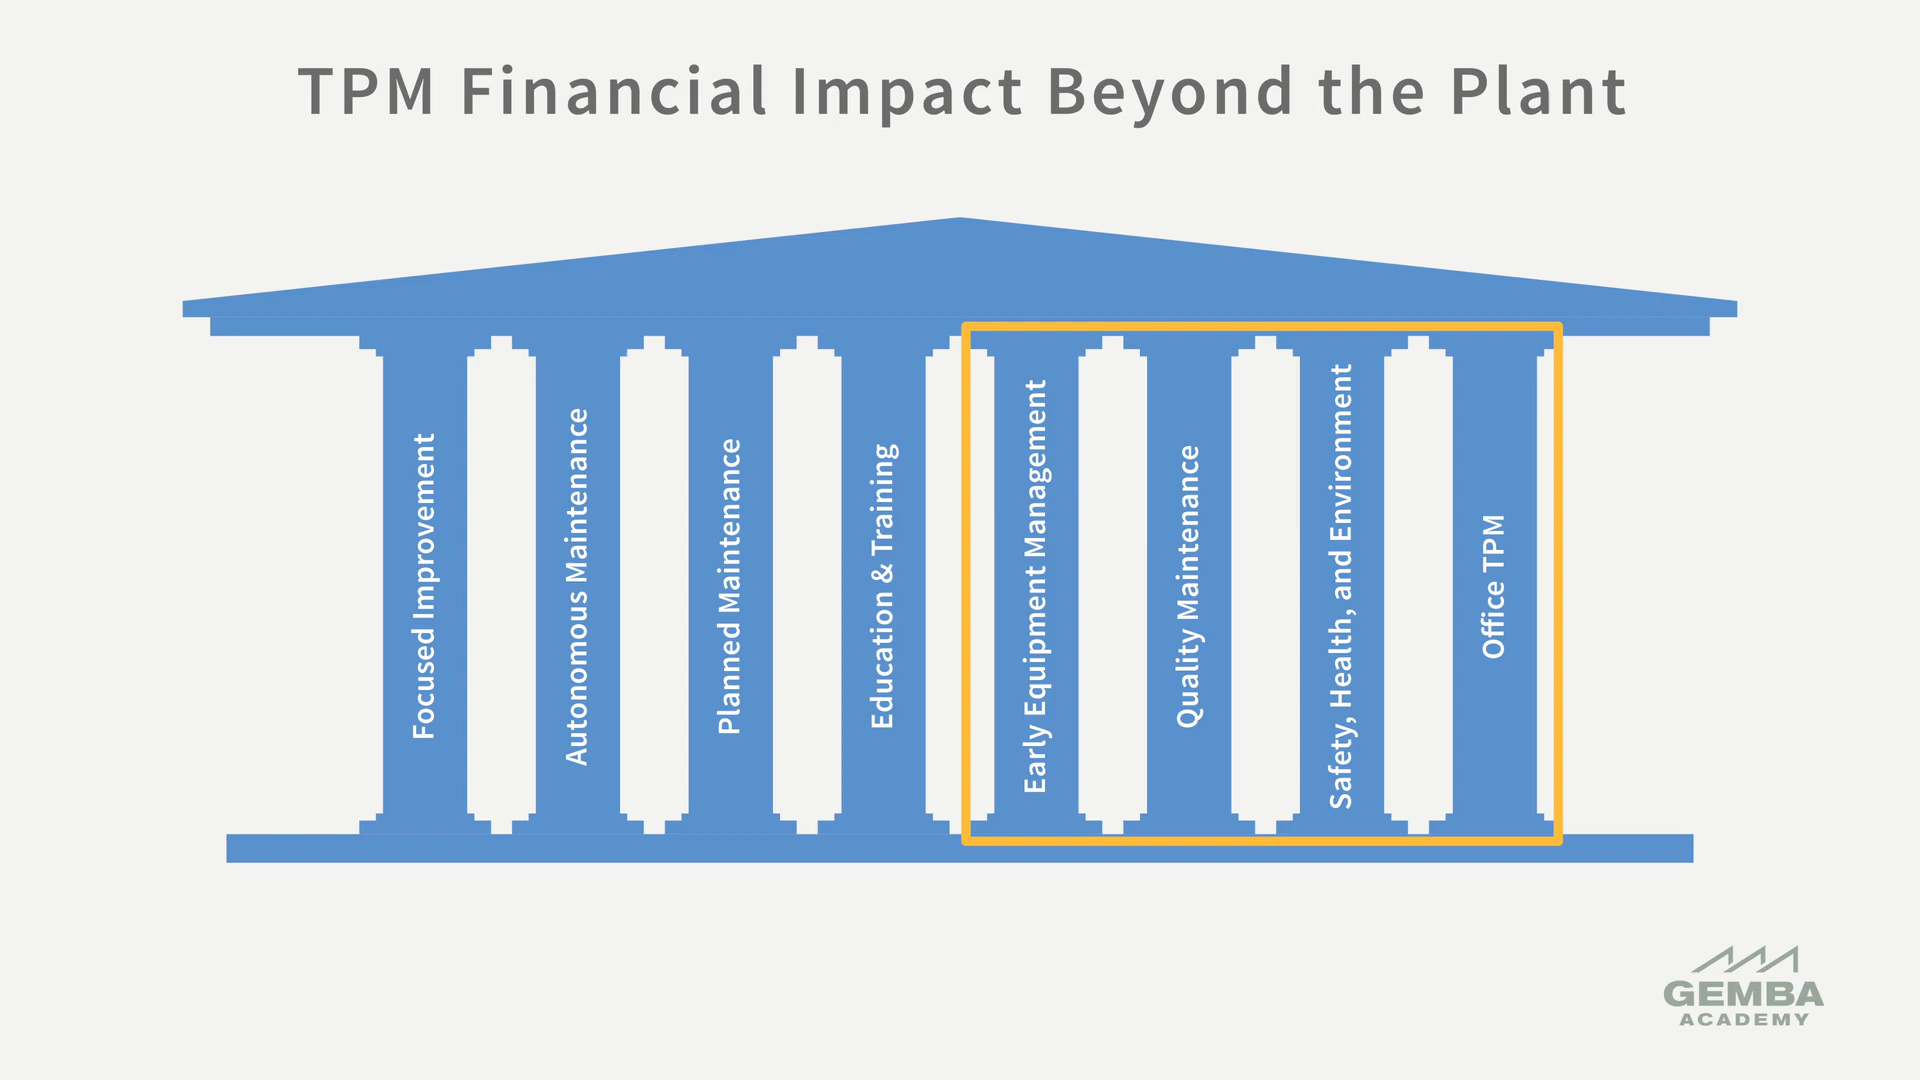 TPM Financial Impact Beyond the Plant
Focused Improvement
Autonomous Maintenance
Planned Maintenance
Education & Training
Early Equipment Management
Quality Maintenance
Safety, Health, and Environment
Office TPM
GEMBA
ACADEMY